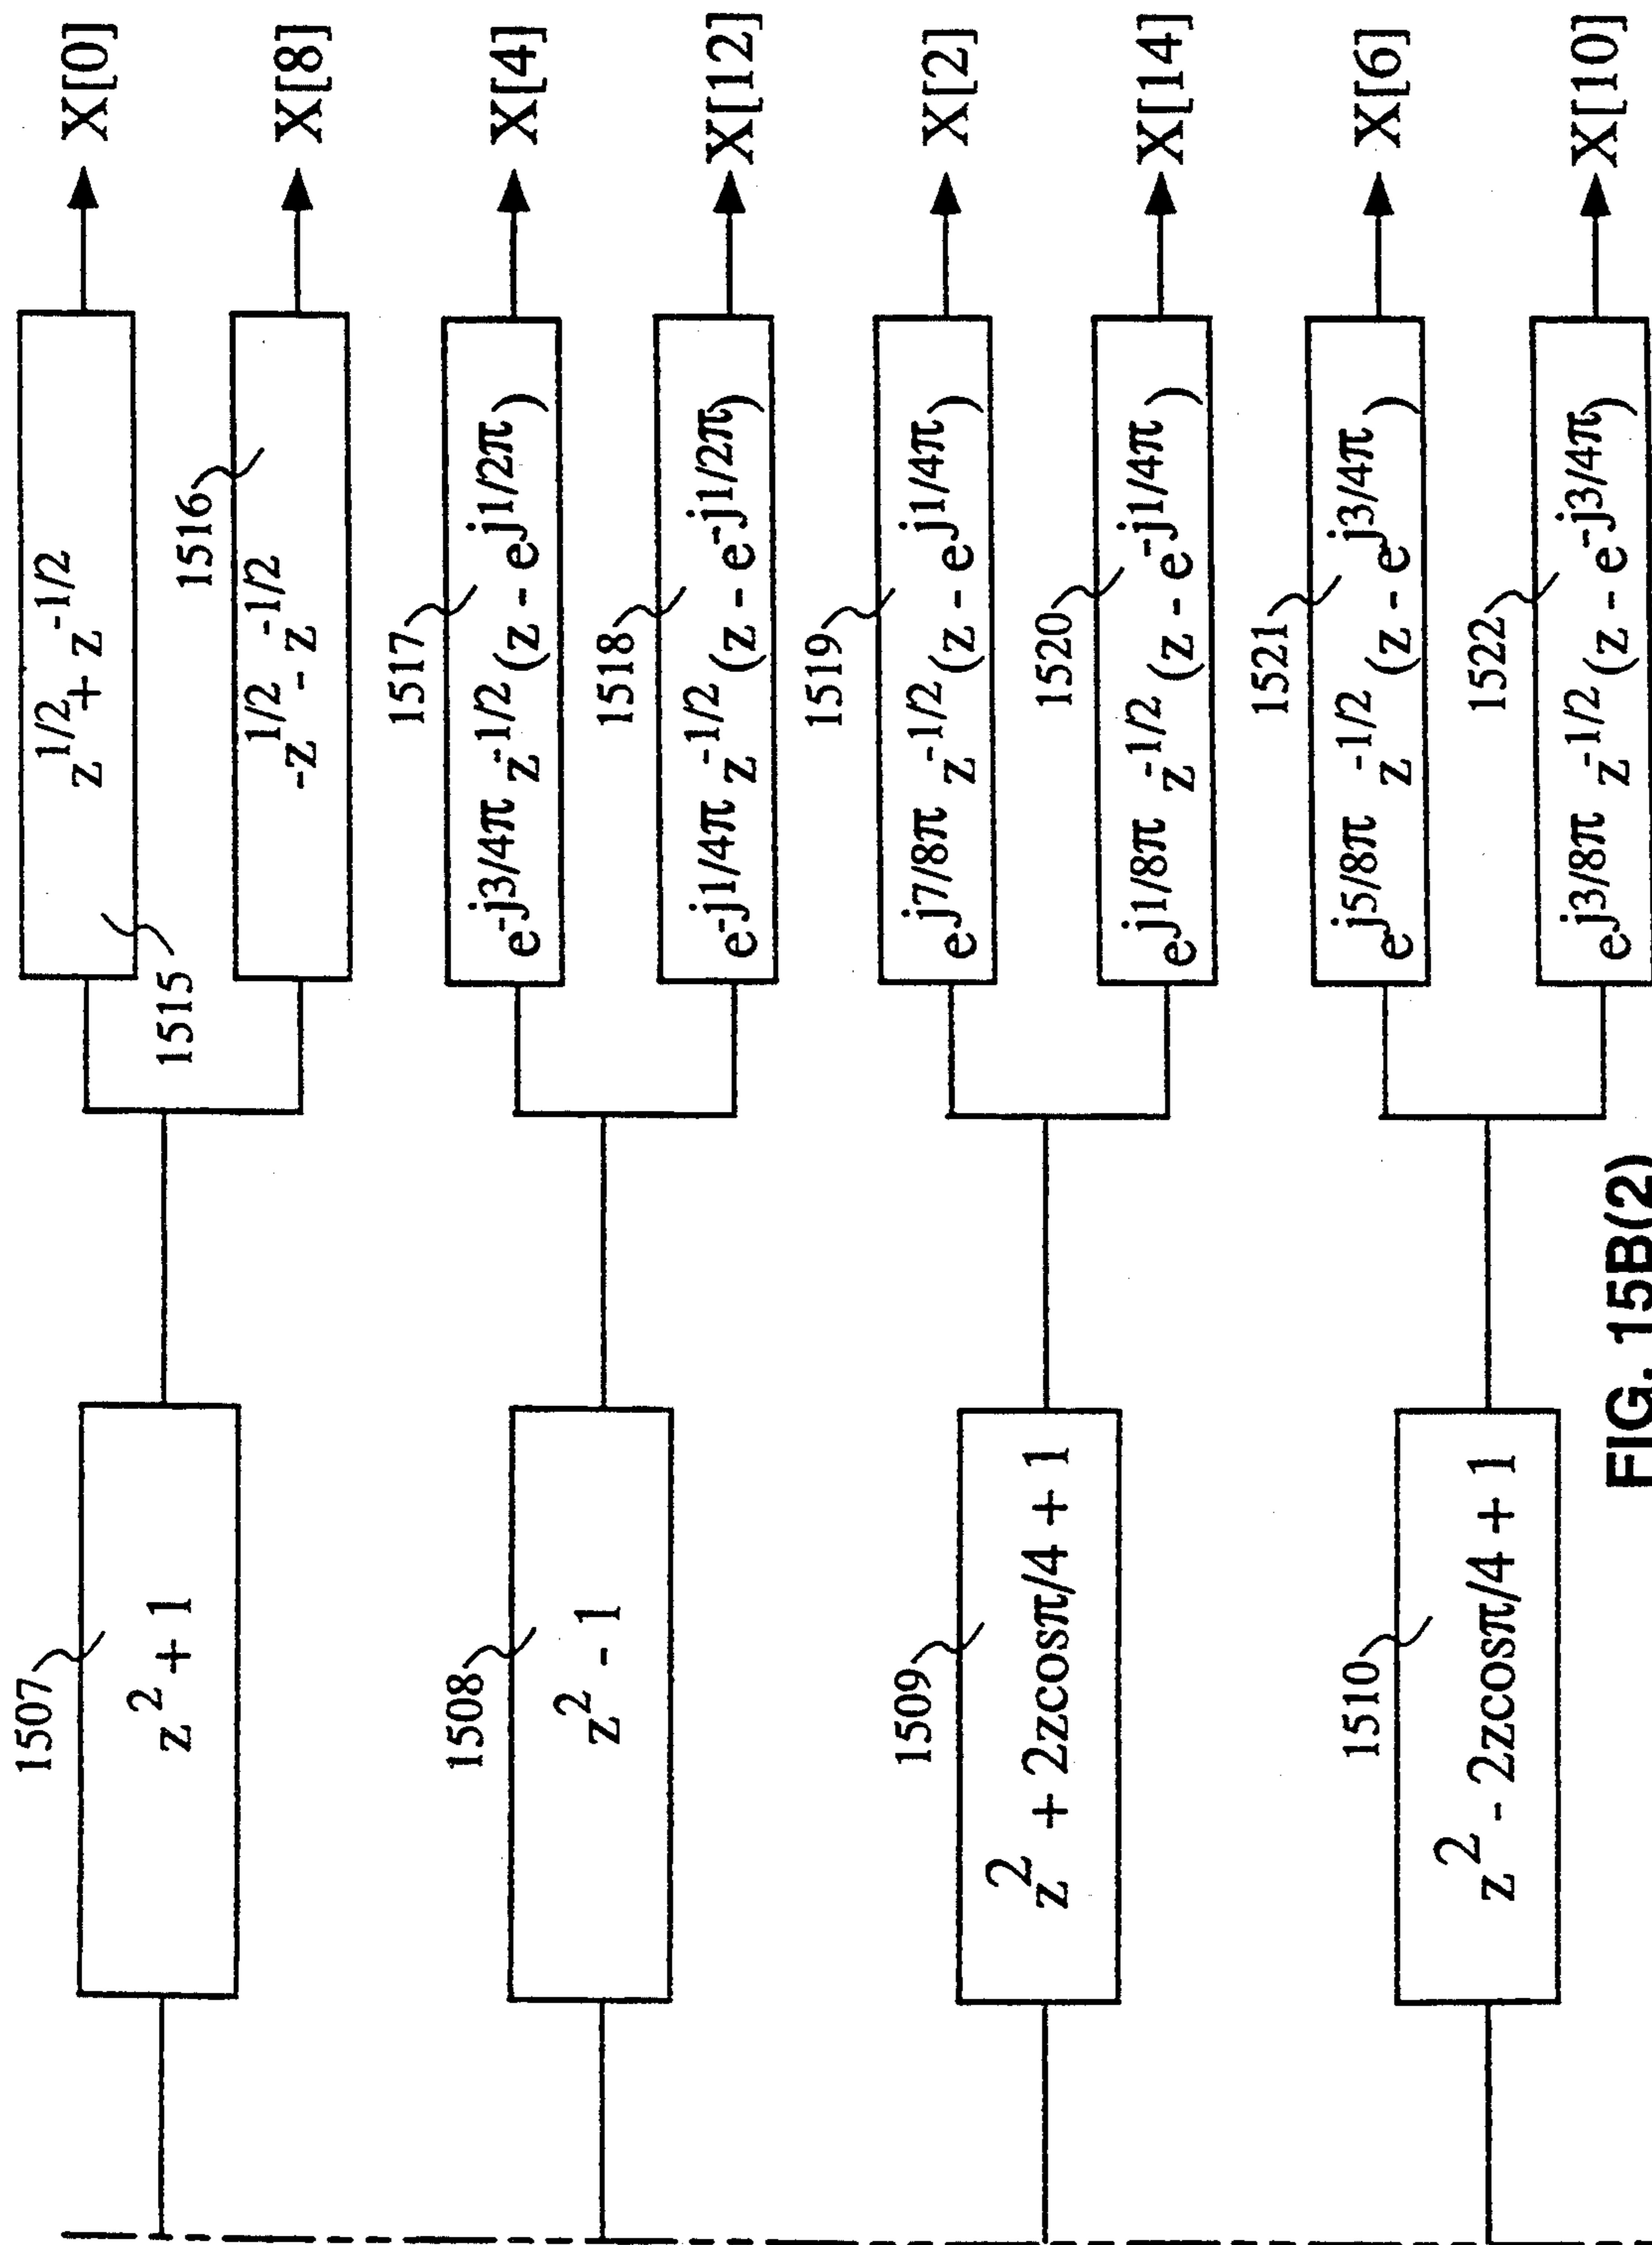 1507
z^2 + 1
1515
z^1/2 + z^-1/2
X[0]
1516
-z^1/2 - z^-1/2
X[8]
1508
z^2 - 1
1517
e^-j3/4π z^-1/2 (z - e^j1/2π)
X[4]
1518
e^-j1/4π z^-1/2 (z - e^-j1/2π)
X[12]
1509
z^2 + 2zcosπ/4 + 1
1519
e^j7/8π z^-1/2 (z - e^j1/4π)
X[2]
1520
e^j1/8π z^-1/2 (z - e^-j1/4π)
X[14]
1510
z^2 - 2zcosπ/4 + 1
1521
e^j5/8π z^-1/2 (z - e^j3/4π)
X[6]
1522
e^j3/8π z^-1/2 (z - e^-j3/4π)
X[10]
FIG. 15B(2)